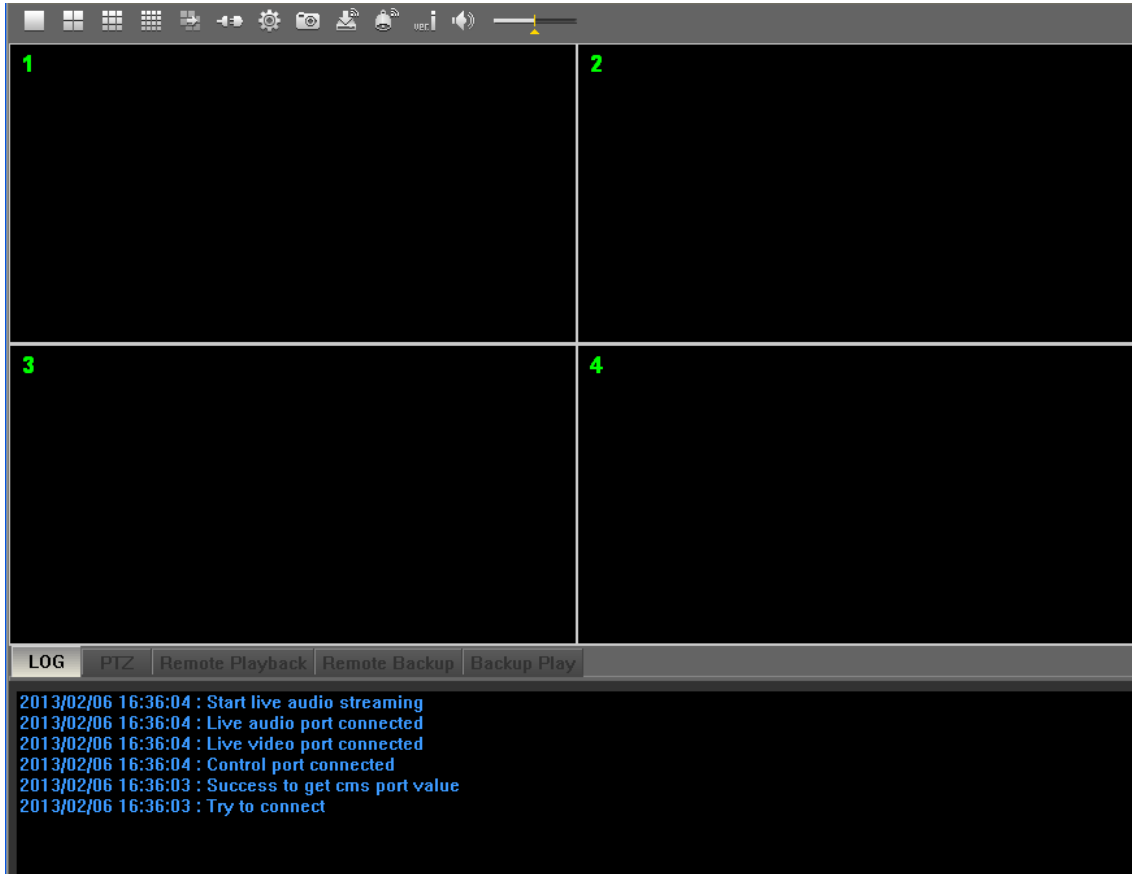 ver i
1
2
3
4
LOG PTZ Remote Playback Remote Backup Backup Play
2013/02/06 16:36:04 : Start live audio streaming
2013/02/06 16:36:04 : Live audio port connected
2013/02/06 16:36:04 : Live video port connected
2013/02/06 16:36:04 : Control port connected
2013/02/06 16:36:03 : Success to get cms port value
2013/02/06 16:36:03 : Try to connect